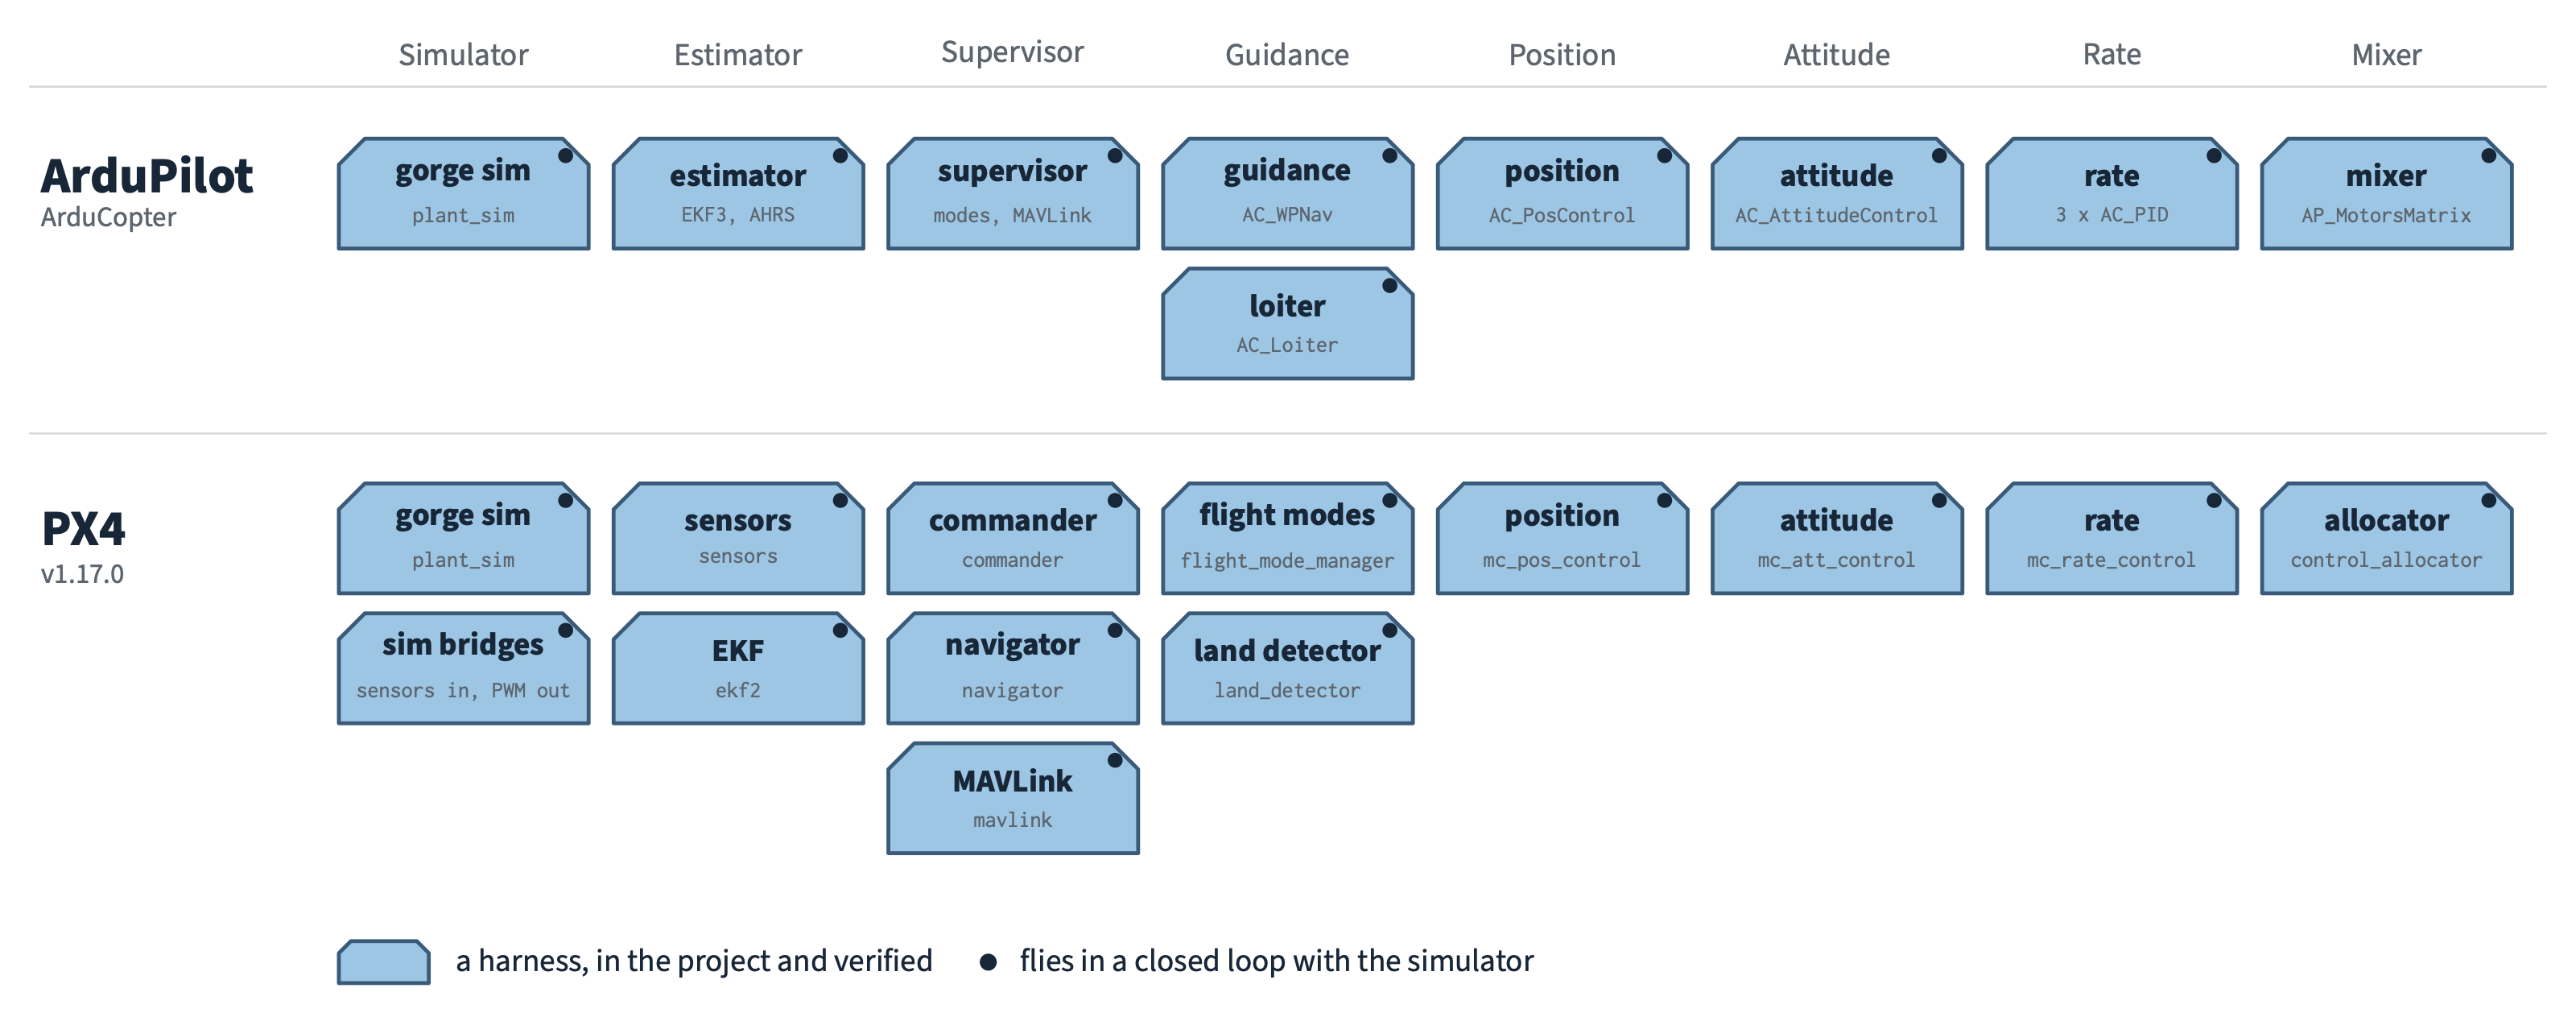 Simulator Estimator Supervisor Guidance Position Attitude Rate Mixer
ArduPilot
ArduCopter
gorge sim
plant_sim
estimator
EKF3, AHRS
supervisor
modes, MAVLink
guidance
AC_WPNav
position
AC_PosControl
attitude
AC_AttitudeControl
rate
3 x AC_PID
mixer
AP_MotorsMatrix
loiter
AC_Loiter
PX4
v1.17.0
gorge sim
plant_sim
sensors
sensors
commander
commander
flight modes
flight_mode_manager
position
mc_pos_control
attitude
mc_att_control
rate
mc_rate_control
allocator
control_allocator
sim bridges
sensors in, PWM out
EKF
ekf2
navigator
navigator
land detector
land_detector
MAVLink
mavlink
a harness, in the project and verified
flies in a closed loop with the simulator